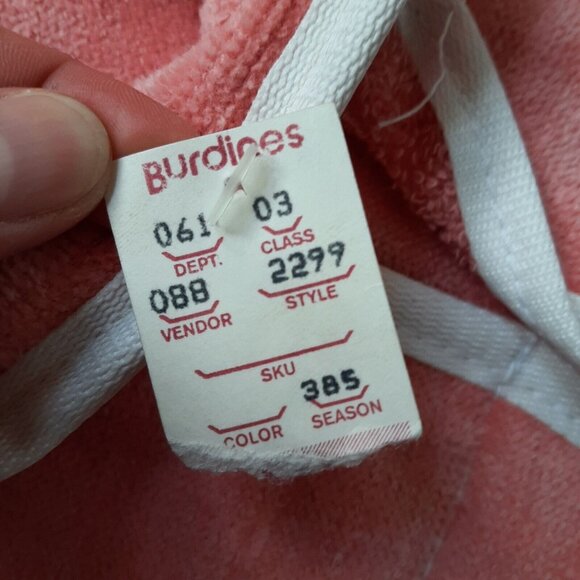 Burdines
061 03
DEPT. CLASS
088 2299
VENDOR STYLE
SKU
385
COLOR SEASON